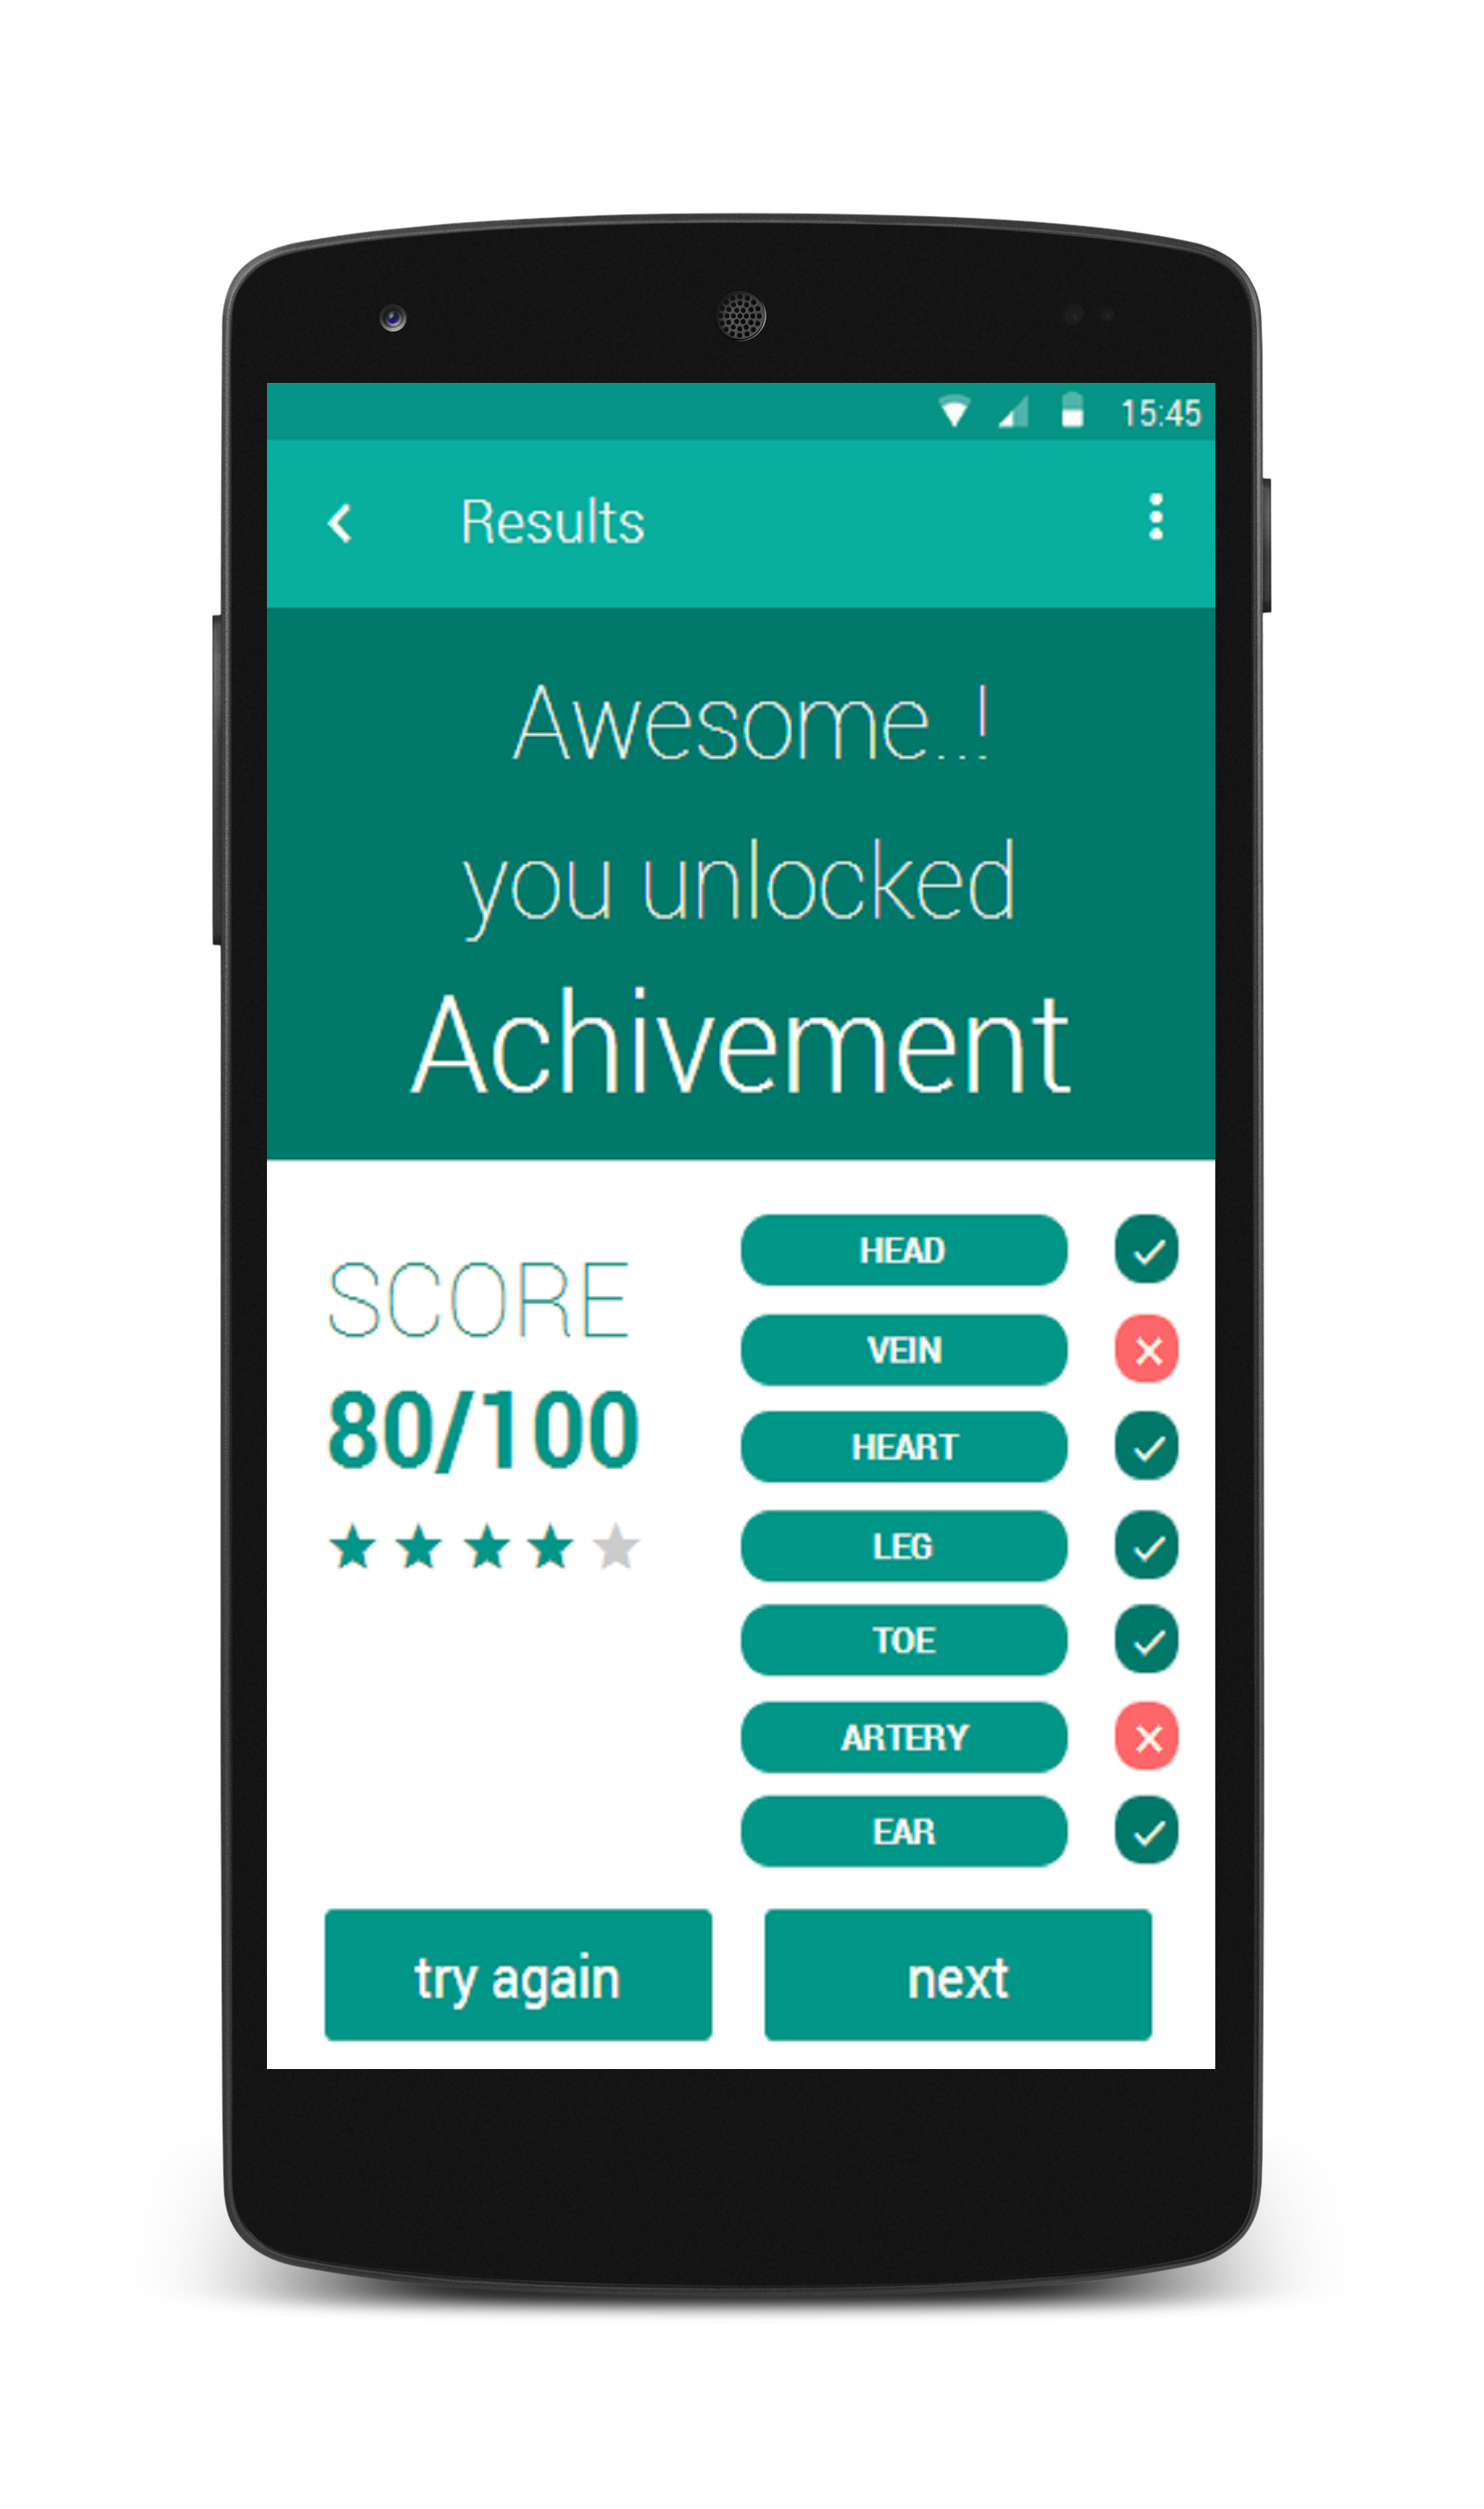 15:45
Results
Awesome..!
you unlocked
Achivement
SCORE
80/100
HEAD
VEIN
HEART
LEG
TOE
ARTERY
EAR
try again
next